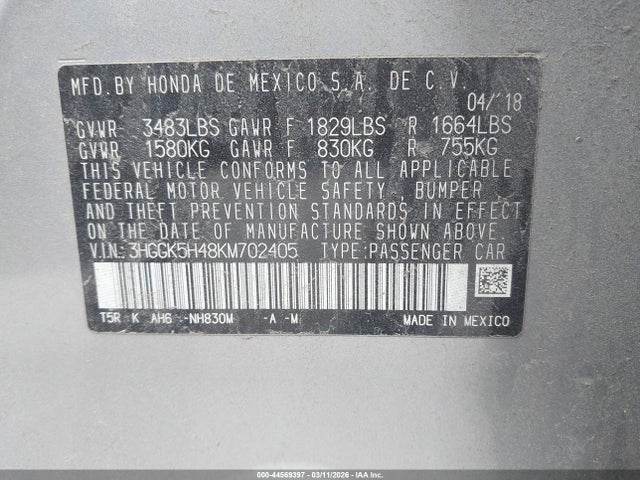 MFD. BY HONDA DE MEXICO S.A. DE C.V.
04/'18
GVWR 3483LBS GAWR F 1829LBS R 1664LBS
GVWR 1580KG GAWR F 830KG R 755KG
THIS VEHICLE CONFORMS TO ALL APPLICABLE
FEDERAL MOTOR VEHICLE SAFETY, BUMPER
AND THEFT PREVENTION STANDARDS IN EFFECT
ON THE DATE OF MANUFACTURE SHOWN ABOVE.
V.I.N: 3HGGK5H48KM702405 TYPE:PASSENGER CAR
T5R K AH6 -NH830M -A -M MADE IN MEXICO
000-44569397 - 03/11/2026 - IAAI.COM